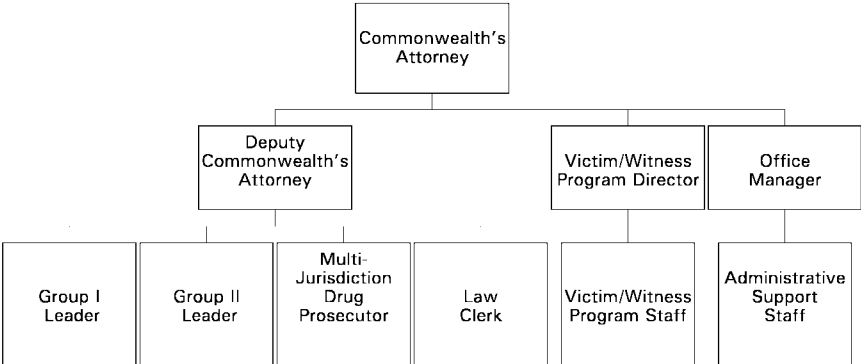 Commonwealth's
Attorney
Deputy
Commonwealth's
Attorney
Victim/Witness
Program Director
Office
Manager
Group I
Leader
Group II
Leader
Multi-
Jurisdiction
Drug
Prosecutor
Law
Clerk
Victim/Witness
Program Staff
Administrative
Support
Staff